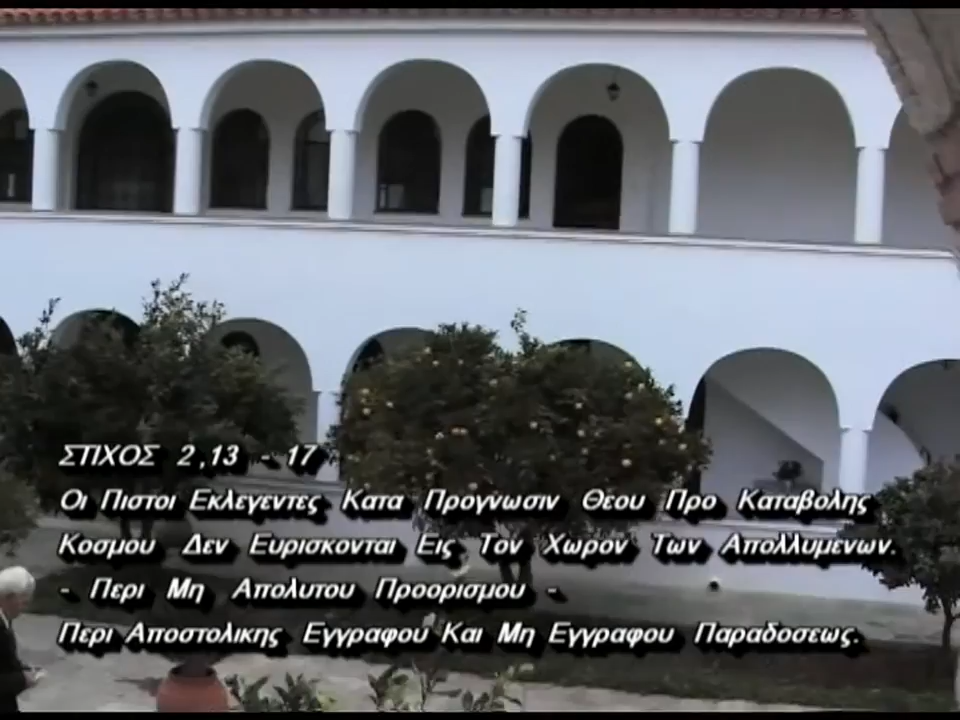 ΣΤΙΧΟΣ 2,13 - 17
Οι Πιστοι Εκλεγεντες Κατα Προγνωσιν Θεου Προ Καταβολης
Κοσμου Δεν Ευρισκονται Εις Τον Χωρον Των Απολλυμενων.
- Περι Μη Απολυτου Προορισμου -
Περι Αποστολικης Εγγραφου Και Μη Εγγραφου Παραδοσεως.